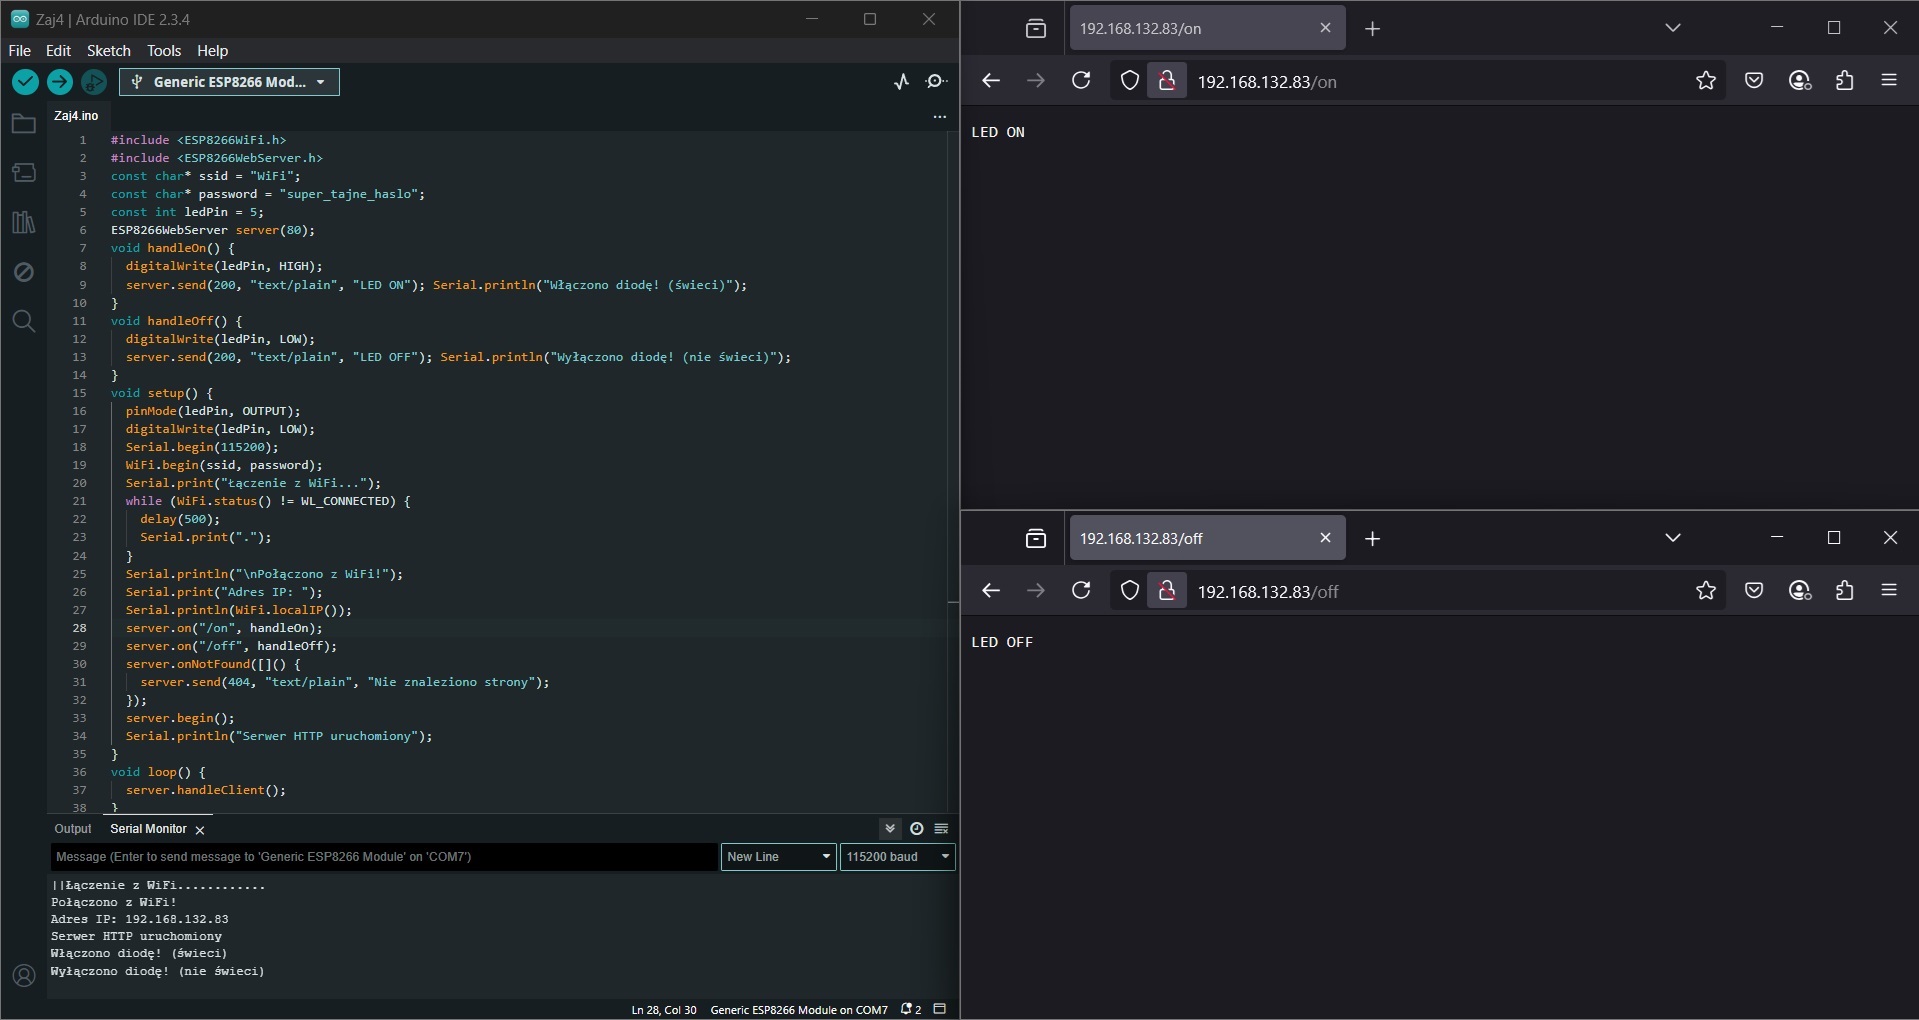 Zaj4 | Arduino IDE 2.3.4
File Edit Sketch Tools Help
Generic ESP8266 Mod...
Zaj4.ino
1 #include <ESP8266WiFi.h>
2 #include <ESP8266WebServer.h>
3 const char* ssid = "WiFi";
4 const char* password = "super_tajne_haslo";
5 const int ledPin = 5;
6 ESP8266WebServer server(80);
7 void handleOn() {
8 digitalWrite(ledPin, HIGH);
9 server.send(200, "text/plain", "LED ON"); Serial.println("Włączono diodę! (świeci)");
10 }
11 void handleOff() {
12 digitalWrite(ledPin, LOW);
13 server.send(200, "text/plain", "LED OFF"); Serial.println("Wyłączono diodę! (nie świeci)");
14 }
15 void setup() {
16 pinMode(ledPin, OUTPUT);
17 digitalWrite(ledPin, LOW);
18 Serial.begin(115200);
19 WiFi.begin(ssid, password);
20 Serial.print("Łączenie z WiFi...");
21 while (WiFi.status() != WL_CONNECTED) {
22 delay(500);
23 Serial.print(".");
24 }
25 Serial.println("\nPołączono z WiFi!");
26 Serial.print("Adres IP: ");
27 Serial.println(WiFi.localIP());
28 server.on("/on", handleOn);
29 server.on("/off", handleOff);
30 server.onNotFound([]() {
31 server.send(404, "text/plain", "Nie znaleziono strony");
32 });
33 server.begin();
34 Serial.println("Serwer HTTP uruchomiony");
35 }
36 void loop() {
37 server.handleClient();
38 }
Output Serial Monitor
Message (Enter to send message to 'Generic ESP8266 Module' on 'COM7')
New Line
115200 baud
||Łączenie z WiFi............
Połączono z WiFi!
Adres IP: 192.168.132.83
Serwer HTTP uruchomiony
Włączono diodę! (świeci)
Wyłączono diodę! (nie świeci)
Ln 28, Col 30 Generic ESP8266 Module on COM7 2
192.168.132.83/on
192.168.132.83/on
LED ON
192.168.132.83/off
192.168.132.83/off
LED OFF